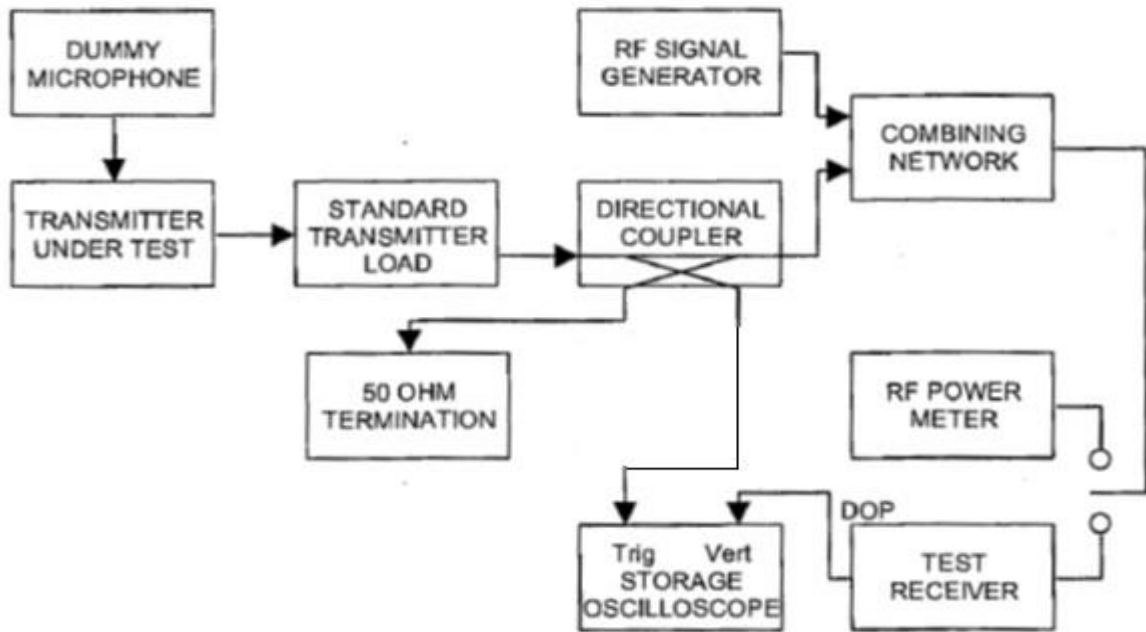 DUMMY
MICROPHONE
RF SIGNAL
GENERATOR
COMBINING
NETWORK
TRANSMITTER
UNDER TEST
STANDARD
TRANSMITTER
LOAD
DIRECTIONAL
COUPLER
50 OHM
TERMINATION
RF POWER
METER
DOP
Trig Vert
STORAGE
OSCILLOSCOPE
TEST
RECEIVER